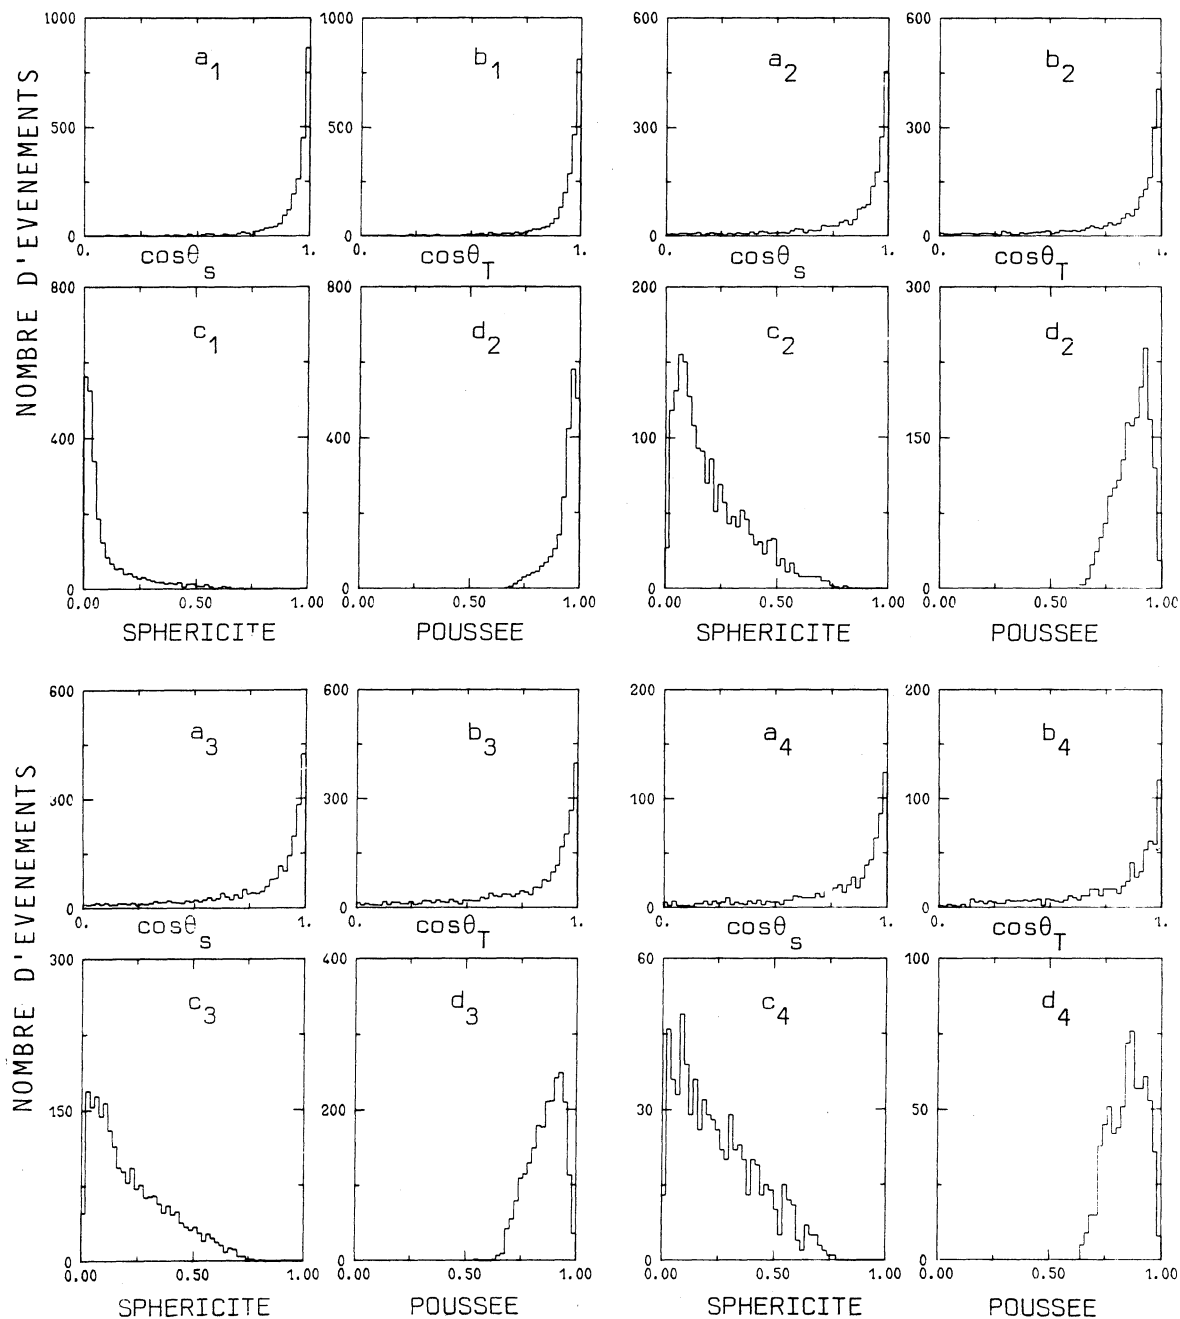 NOMBRE D'EVENEMENTS
1000
500
0
0.
1.
a1
cosθS
1000
500
0
0.
1.
b1
cosθT
600
300
0
0.
1.
a2
cosθS
600
300
0
0.
1.
b2
cosθT
800
400
0
0.00 0.50 1.00
c1
SPHERICITE
800
600
400
0
0.00 0.50 1.00
d2
POUSSEE
200
100
0
0.00 0.50 1.00
c2
SPHERICITE
300
150
0
0.00 0.50 1.00
d2
POUSSEE
NOMBRE D'EVENEMENTS
600
300
0
0.
1.
a3
cosθS
600
300
0
0.
1.
b3
cosθT
200
100
0
0.
1.
a4
cosθS
200
100
0
0.
1.
b4
cosθT
300
150
0
0.00 0.50 1.00
c3
SPHERICITE
400
200
0
0.00 0.50 1.00
d3
POUSSEE
60
30
0
0.00 0.50 1.00
c4
SPHERICITE
100
50
0
0.00 0.50 1.00
d4
POUSSEE